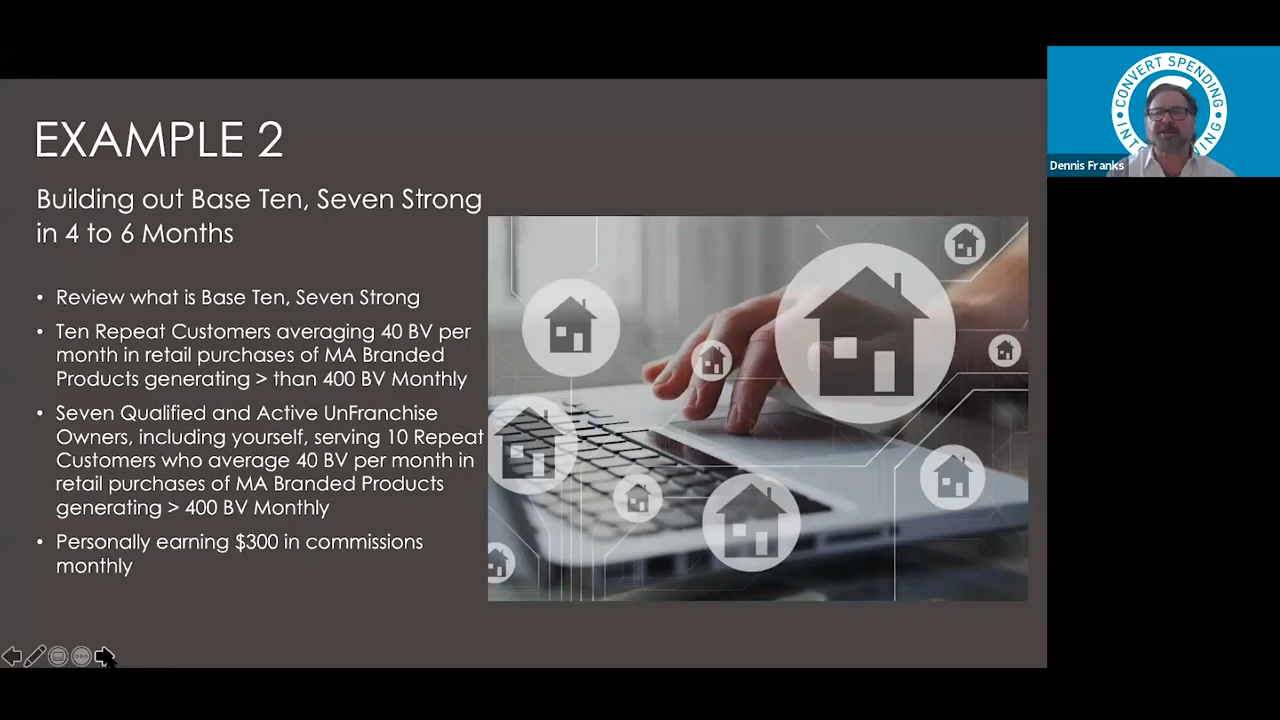 EXAMPLE 2
Building out Base Ten, Seven Strong
in 4 to 6 Months
• Review what is Base Ten, Seven Strong
• Ten Repeat Customers averaging 40 BV per
month in retail purchases of MA Branded
Products generating > than 400 BV Monthly
• Seven Qualified and Active UnFranchise
Owners, including yourself, serving 10 Repeat
Customers who average 40 BV per month in
retail purchases of MA Branded Products
generating > 400 BV Monthly
• Personally earning $300 in commissions
monthly
• CONVERT SPENDING •
INTO
NING
Dennis Franks